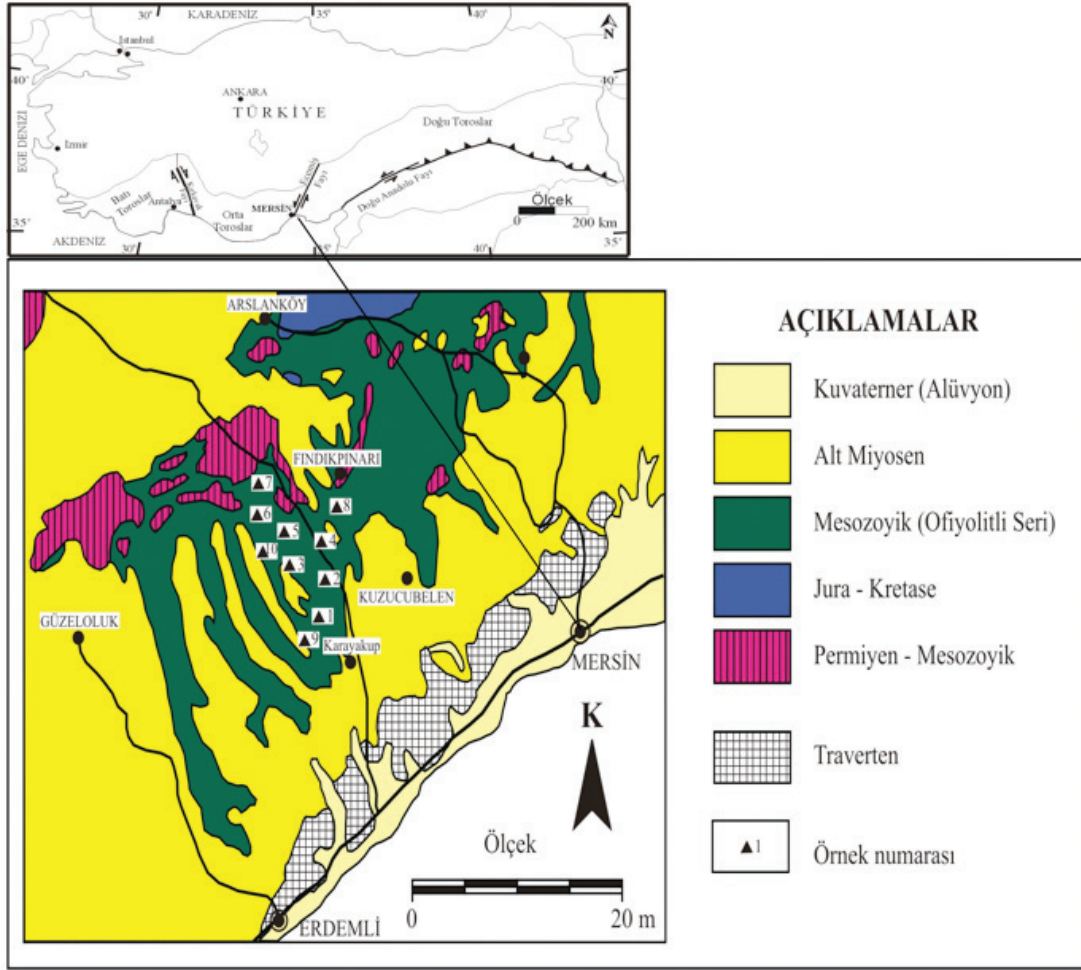 30°
KARADENİZ
35°
40°
İstanbul
N
40°
40°
ANKARA
TÜRKİYE
EGE DENİZI
İzmir
Doğu Toroslar
Ecemiş
Fayı
Doğu Anadolu Fayı
Batı
Toroslar
Antalya
Fayı
Orta
Toroslar
MERSİN
Ölçek
0 200 km
35°
AKDENİZ
30°
35°
40°
35°
ARSLANKÖY
FINDIKPINARI
7
6
8
5
4
10
3
2
KUZUCUBELEN
GÜZELOLUK
1
9
Karayakup
MERSİN
K
Ölçek
0 20 m
ERDEMLİ
AÇIKLAMALAR
Kuvaterner (Alüvyon)
Alt Miyosen
Mesozoyik (Ofiyolitli Seri)
Jura - Kretase
Permiyen - Mesozoyik
Traverten
1 Örnek numarası